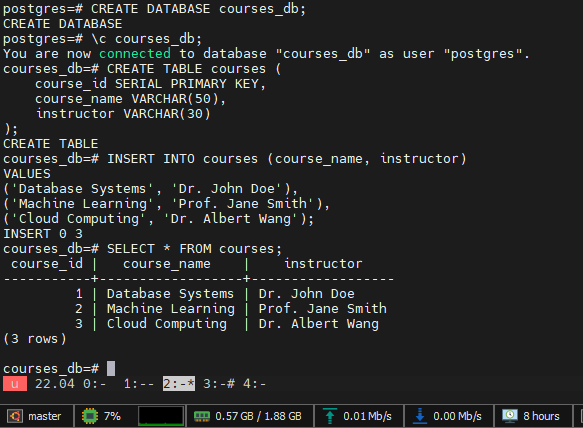 postgres=# CREATE DATABASE courses_db;
CREATE DATABASE
postgres=# \c courses_db;
You are now connected to database "courses_db" as user "postgres".
courses_db=# CREATE TABLE courses (
    course_id SERIAL PRIMARY KEY,
    course_name VARCHAR(50),
    instructor VARCHAR(30)
);
CREATE TABLE
courses_db=# INSERT INTO courses (course_name, instructor)
VALUES
('Database Systems', 'Dr. John Doe'),
('Machine Learning', 'Prof. Jane Smith'),
('Cloud Computing', 'Dr. Albert Wang');
INSERT 0 3
courses_db=# SELECT * FROM courses;
 course_id |   course_name    |    instructor
-----------+------------------+------------------
         1 | Database Systems | Dr. John Doe
         2 | Machine Learning | Prof. Jane Smith
         3 | Cloud Computing  | Dr. Albert Wang
(3 rows)
courses_db=#
u 22.04 0:- 1:-- 2:-* 3:-# 4:-
master 7% 0.57 GB / 1.88 GB 0.01 Mb/s 0.00 Mb/s 8 hours